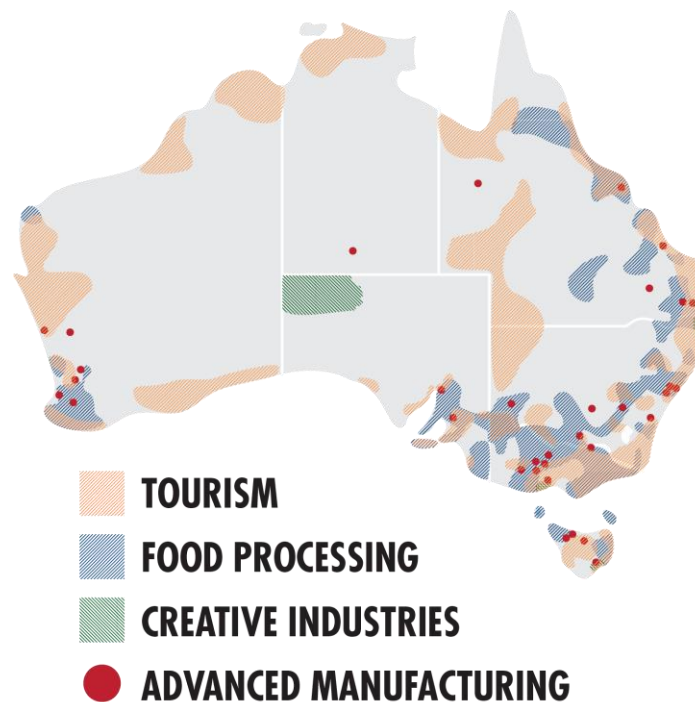 TOURISM
FOOD PROCESSING
CREATIVE INDUSTRIES
ADVANCED MANUFACTURING